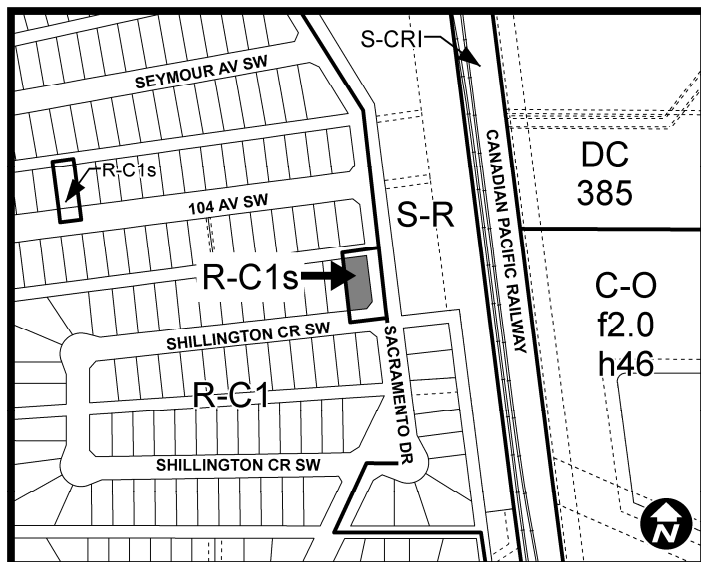 S-CRI
SEYMOUR AV SW
R-C1s
104 AV SW
CANADIAN PACIFIC RAILWAY
DC
385
S-R
R-C1s
C-O
f2.0
h46
SHILLINGTON CR SW
SACRAMENTO DR
R-C1
SHILLINGTON CR SW
N